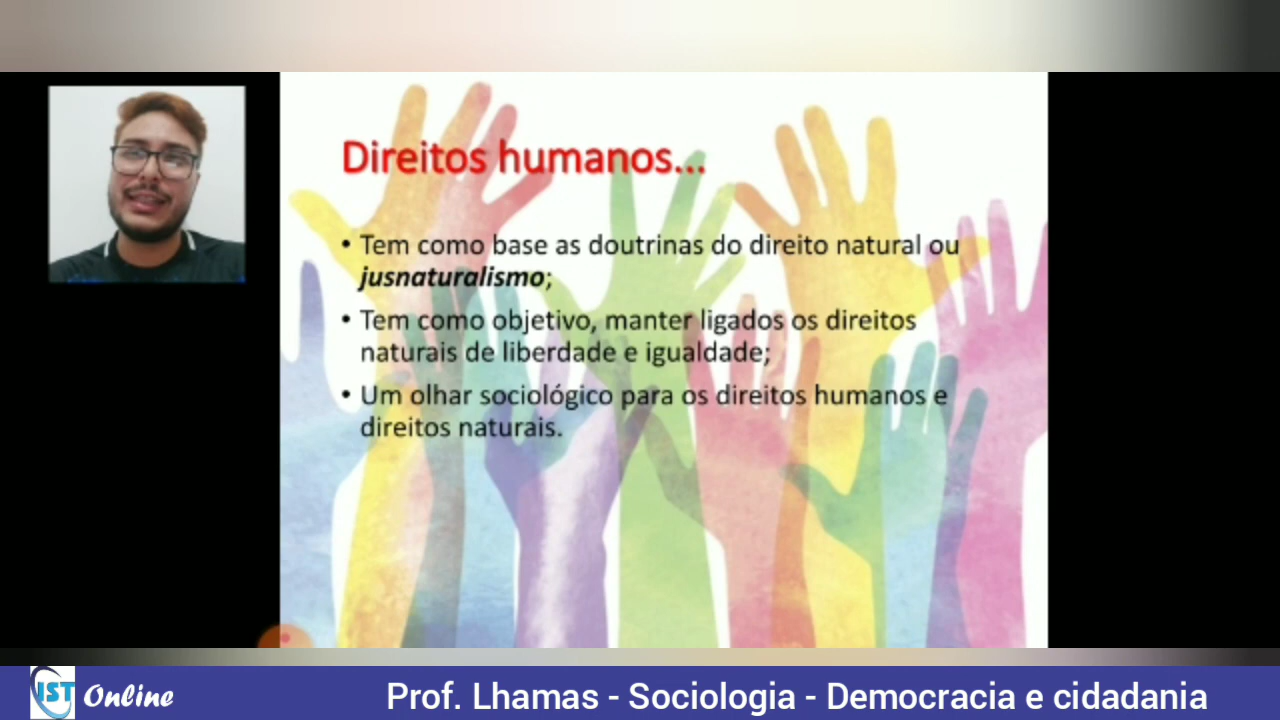 Direitos humanos...
• Tem como base as doutrinas do direito natural ou
jusnaturalismo;
• Tem como objetivo, manter ligados os direitos
naturais de liberdade e igualdade;
• Um olhar sociológico para os direitos humanos e
direitos naturais.
IST Online
Prof. Lhamas - Sociologia - Democracia e cidadania